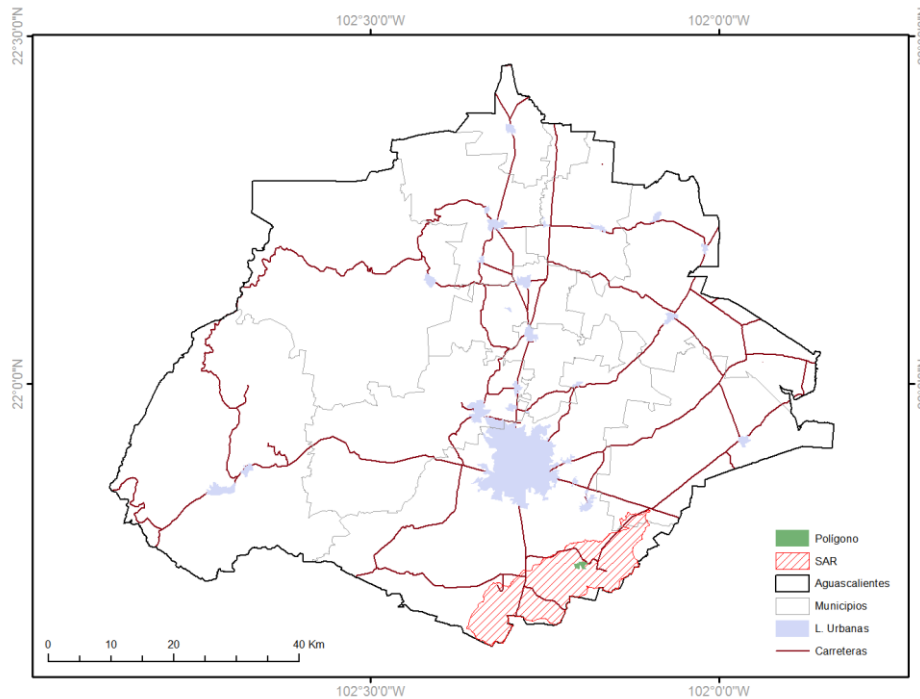 102°30'0"W 102°0'0"W
22°30'0"N
22°0'0"N
Polígono
SAR
Aguascalientes
Municipios
L. Urbanas
Carreteras
0 10 20 40 Km
102°30'0"W 102°0'0"W